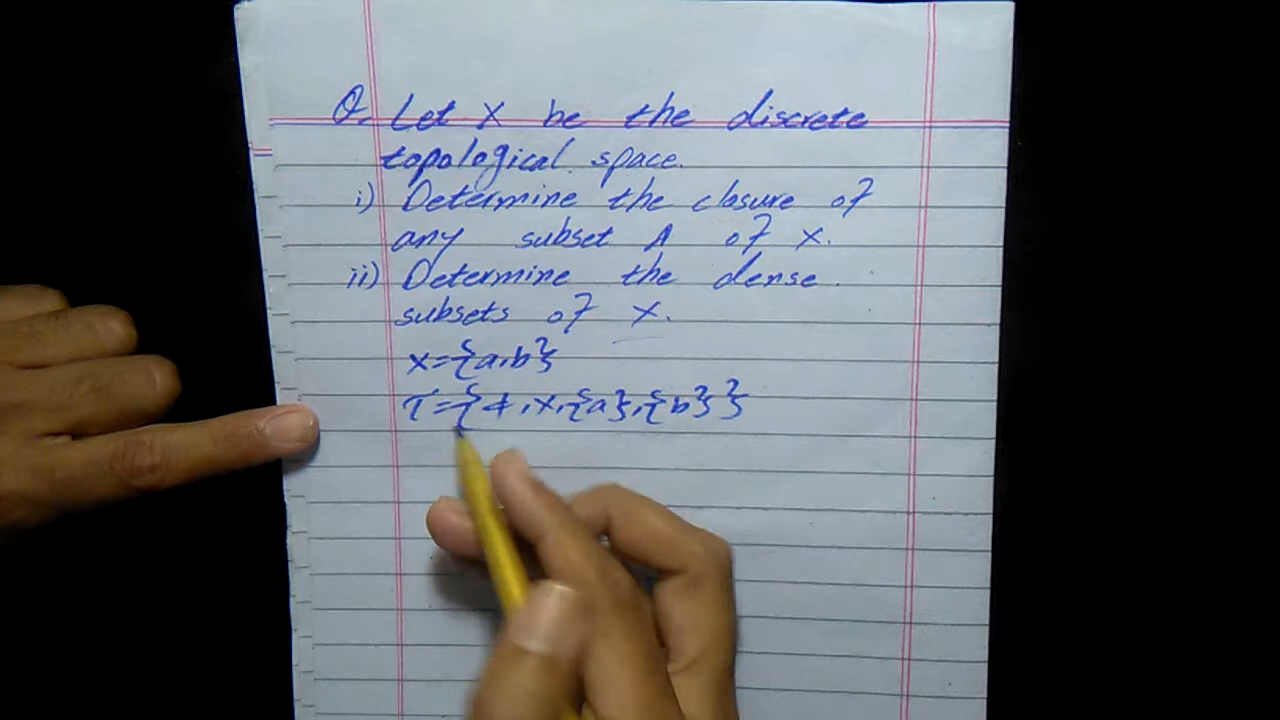 Q. Let X be the discrete
topological space.
i) Determine the closure of
any subset A of X.
ii) Determine the dense
subsets of X.
X={a,b}
τ={ϕ,X,{a},{b}}